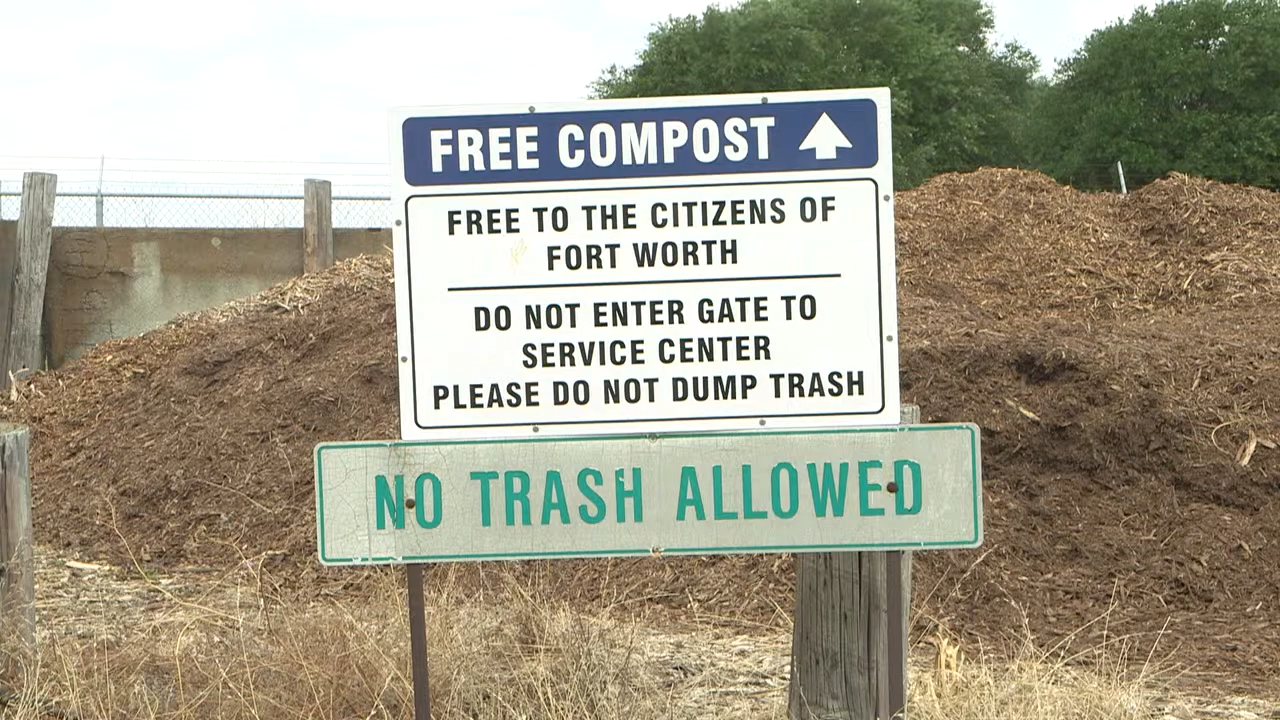 FREE COMPOST
FREE TO THE CITIZENS OF
FORT WORTH
DO NOT ENTER GATE TO
SERVICE CENTER
PLEASE DO NOT DUMP TRASH
NO TRASH ALLOWED